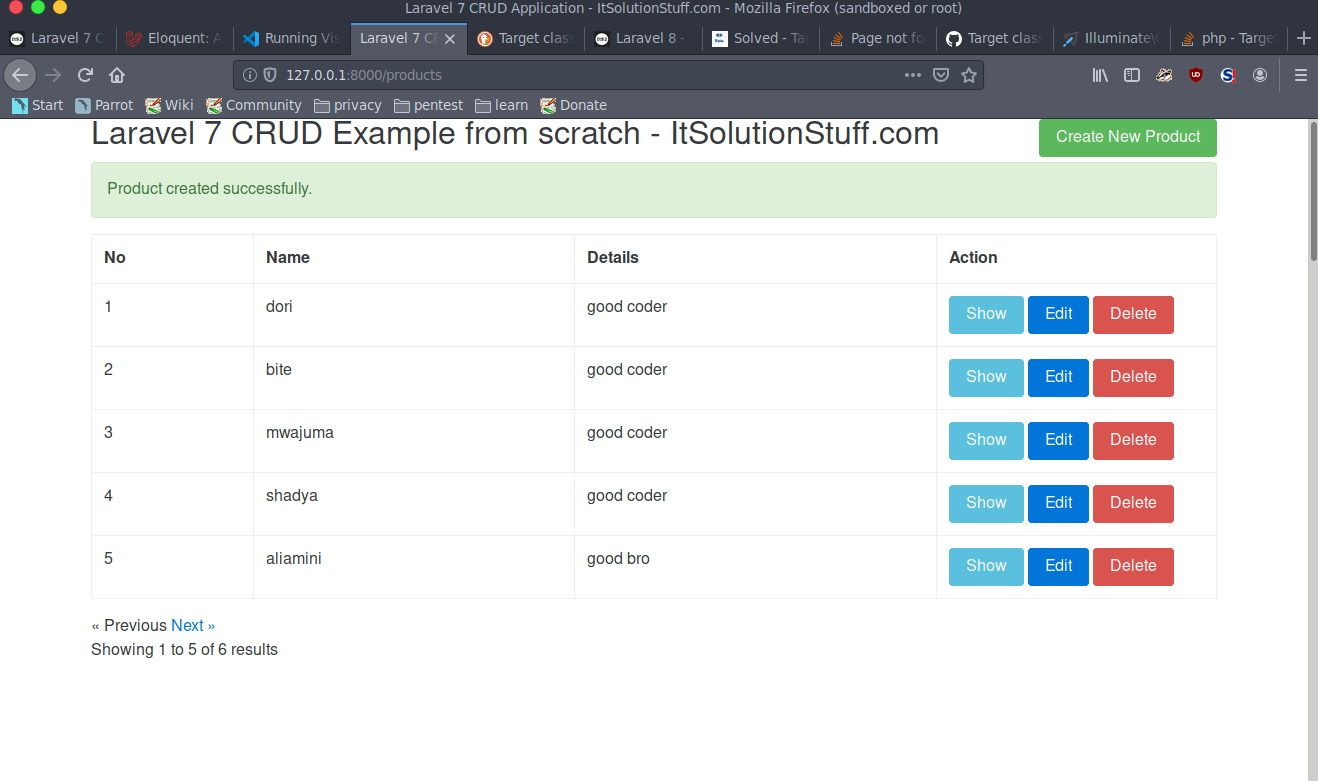 Laravel 7 CRUD Application - ItSolutionStuff.com - Mozilla Firefox (sandboxed or root)
Laravel 7 C Eloquent: A Running Vis Laravel 7 CR Target class Laravel 8 - Solved - Tar Page not fo Target class Illuminate\ php - Target
127.0.0.1:8000/products
Start Parrot Wiki Community privacy pentest learn Donate
Laravel 7 CRUD Example from scratch - ItSolutionStuff.com Create New Product
Product created successfully.
No Name Details Action
1 dori good coder Show Edit Delete
2 bite good coder Show Edit Delete
3 mwajuma good coder Show Edit Delete
4 shadya good coder Show Edit Delete
5 aliamini good bro Show Edit Delete
« Previous Next »
Showing 1 to 5 of 6 results